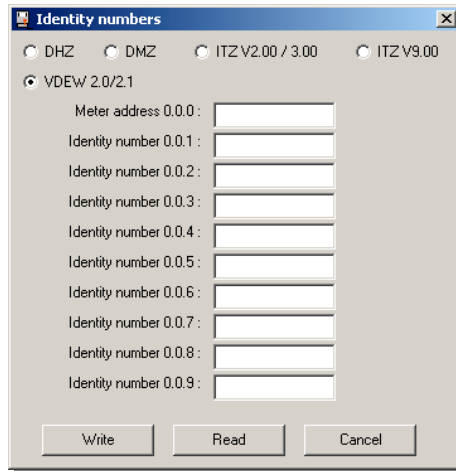 Identity numbers
DHZ DMZ ITZ V2.00 / 3.00 ITZ V9.00
VDEW 2.0/2.1
Meter address 0.0.0 :
Identity number 0.0.1 :
Identity number 0.0.2 :
Identity number 0.0.3 :
Identity number 0.0.4 :
Identity number 0.0.5 :
Identity number 0.0.6 :
Identity number 0.0.7 :
Identity number 0.0.8 :
Identity number 0.0.9 :
Write Read Cancel